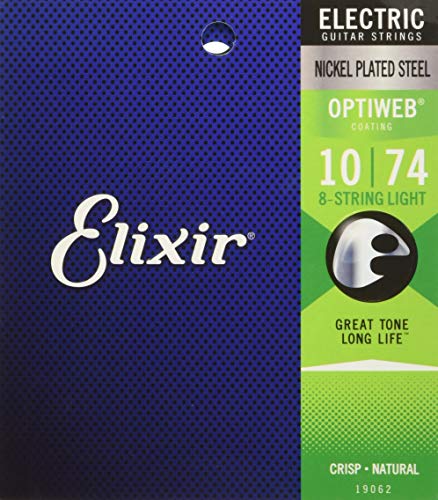 ELECTRIC
GUITAR STRINGS
NICKEL PLATED STEEL
OPTIWEB®
COATING
10|74
8-STRING LIGHT
Elixir®
GREAT TONE
LONG LIFE™
CRISP • NATURAL
19062